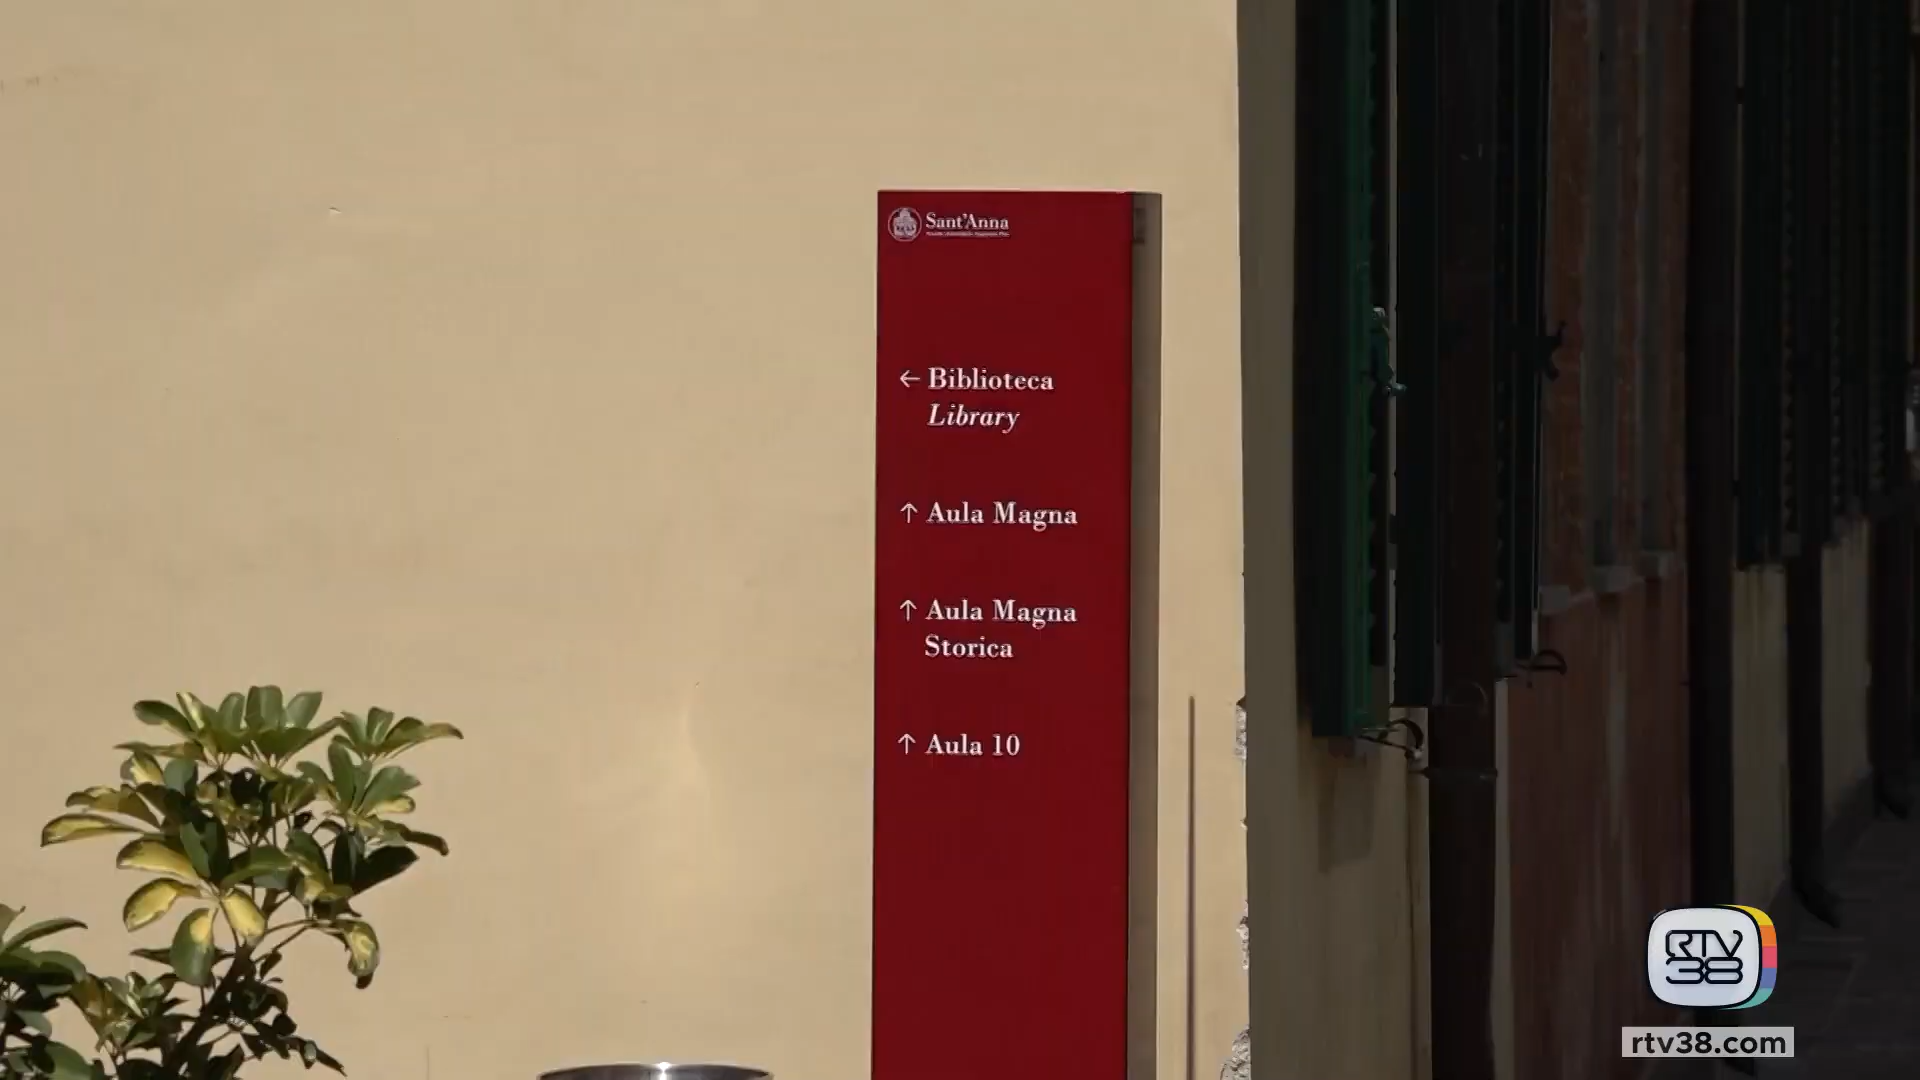 Sant'Anna
← Biblioteca
Library
↑ Aula Magna
↑ Aula Magna
Storica
↑ Aula 10
RTV
38
rtv38.com